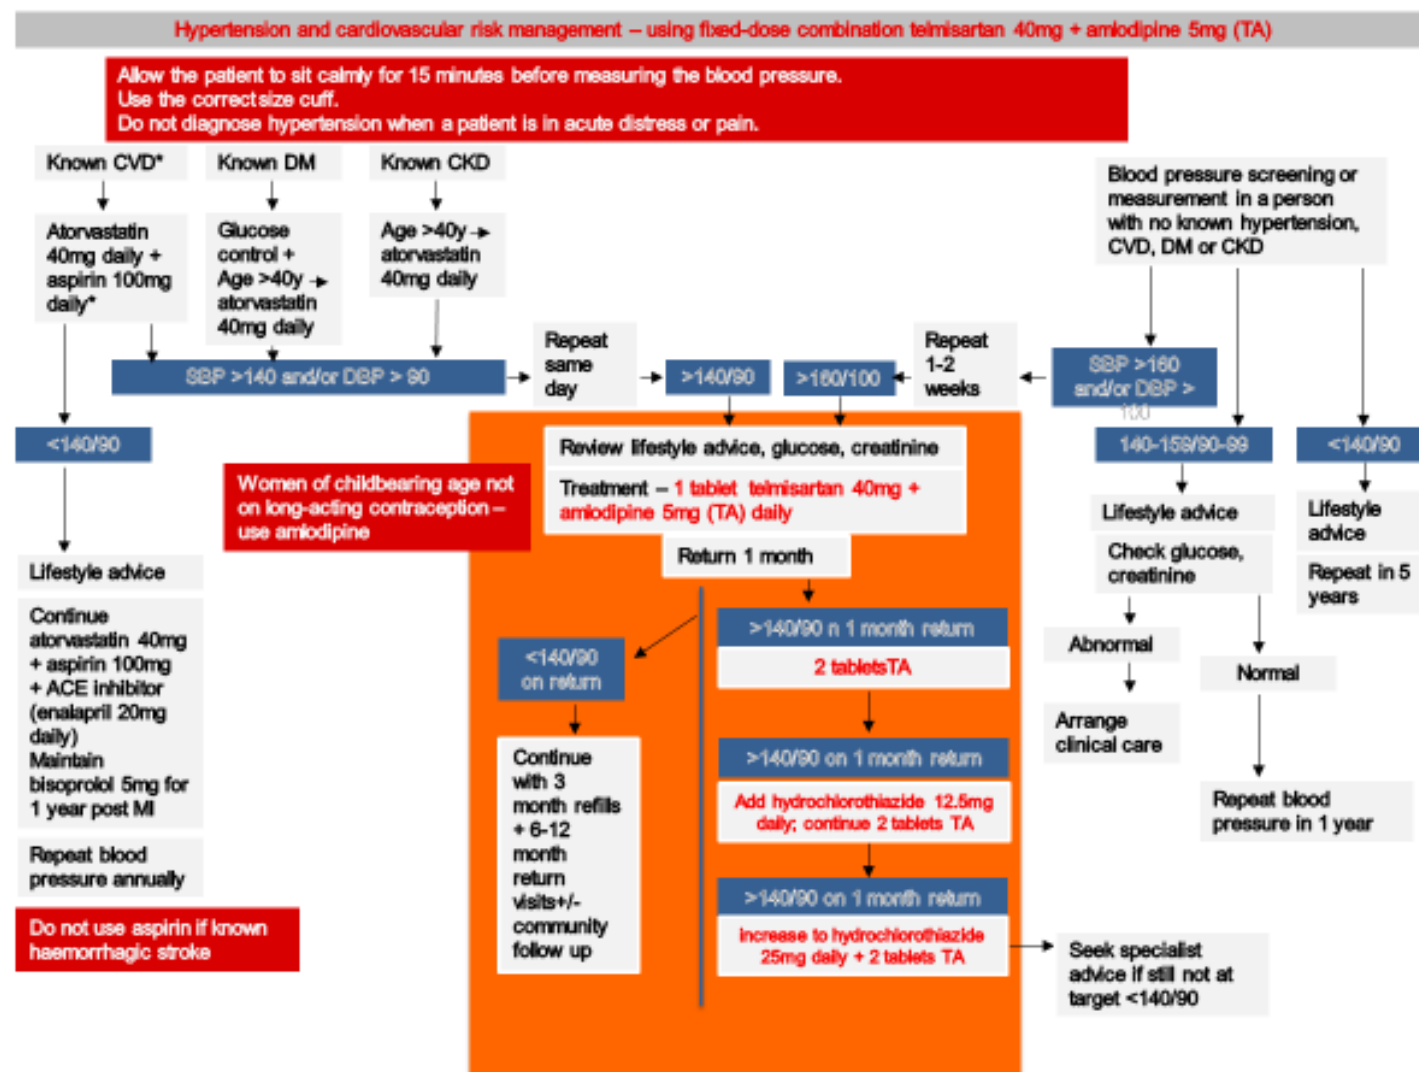 Hypertension and cardiovascular risk management – using fixed-dose combination telmisartan 40mg + amlodipine 5mg (TA)
Allow the patient to sit calmly for 15 minutes before measuring the blood pressure.
Use the correct size cuff.
Do not diagnose hypertension when a patient is in acute distress or pain.
Known CVD*
Known DM
Known CKD
Blood pressure screening or
measurement in a person
with no known hypertension,
CVD, DM or CKD
Atorvastatin
40mg daily +
aspirin 100mg
daily*
Glucose
control +
Age >40y →
atorvastatin
40mg daily
Age >40y →
atorvastatin
40mg daily
SBP >140 and/or DBP > 90
Repeat
same
day
>140/90
>160/100
Repeat
1-2
weeks
SBP >160
and/or DBP >
100
<140/90
140-159/90-99
<140/90
Women of childbearing age not
on long-acting contraception –
use amlodipine
Review lifestyle advice, glucose, creatinine
Treatment – 1 tablet telmisartan 40mg +
amlodipine 5mg (TA) daily
Return 1 month
Lifestyle advice
Check glucose,
creatinine
Lifestyle
advice
Repeat in 5
years
Lifestyle advice
Continue
atorvastatin 40mg
+ aspirin 100mg
+ ACE inhibitor
(enalapril 20mg
daily)
Maintain
bisoprolol 5mg for
1 year post MI
Repeat blood
pressure annually
Do not use aspirin if known
haemorrhagic stroke
<140/90
on return
Continue
with 3
month refills
+ 6-12
month
return
visits+/-
community
follow up
>140/90 n 1 month return
2 tabletsTA
>140/90 on 1 month return
Add hydrochlorothiazide 12.5mg
daily; continue 2 tablets TA
>140/90 on 1 month return
increase to hydrochlorothiazide
25mg daily + 2 tablets TA
Abnormal
Arrange
clinical care
Normal
Repeat blood
pressure in 1 year
Seek specialist
advice if still not at
target <140/90